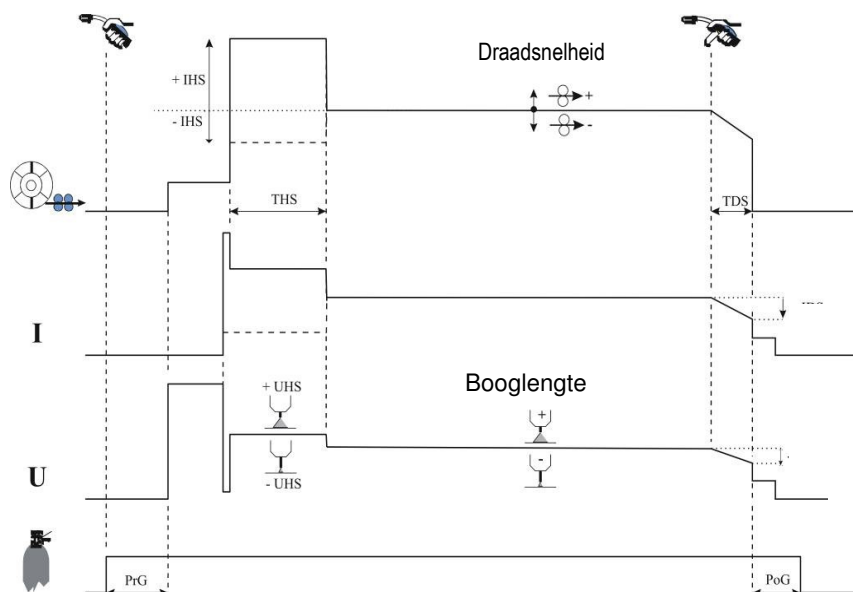 Draadsnelheid
+ IHS
- IHS
+
-
THS
TDS
I
Booglengte
+ UHS
+
-
U
- UHS
PrG
PoG